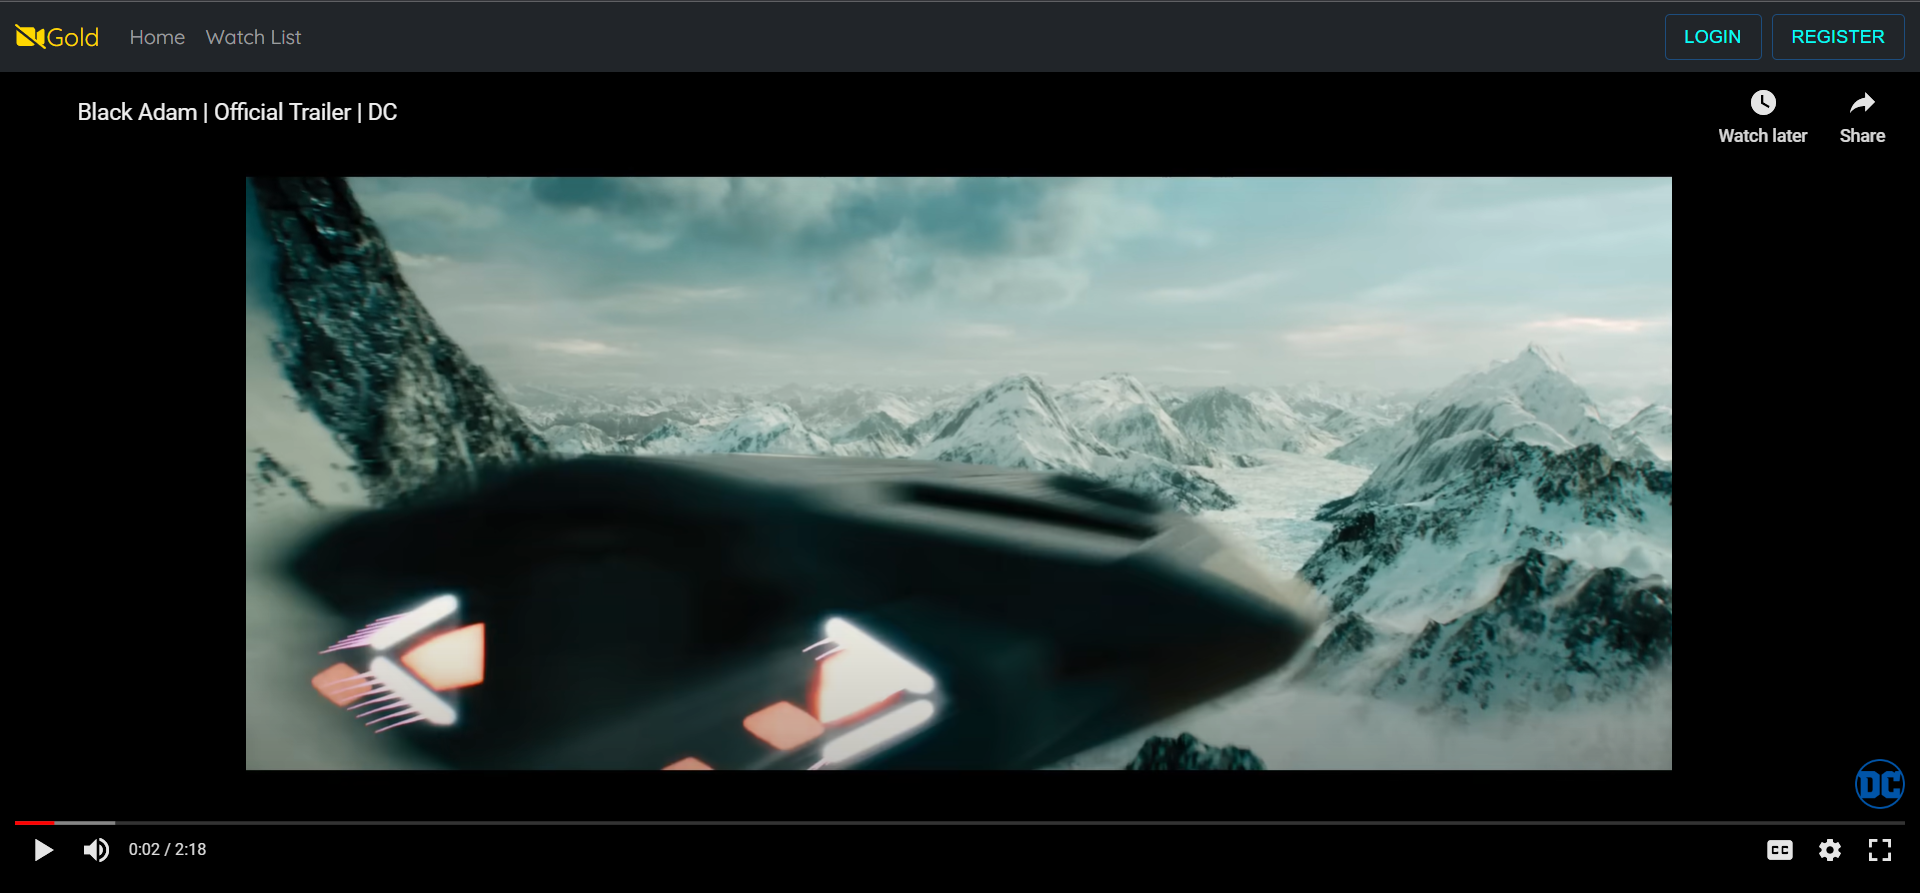 Gold Home Watch List LOGIN REGISTER
Black Adam | Official Trailer | DC
Watch later Share
DC
0:02 / 2:18
CC